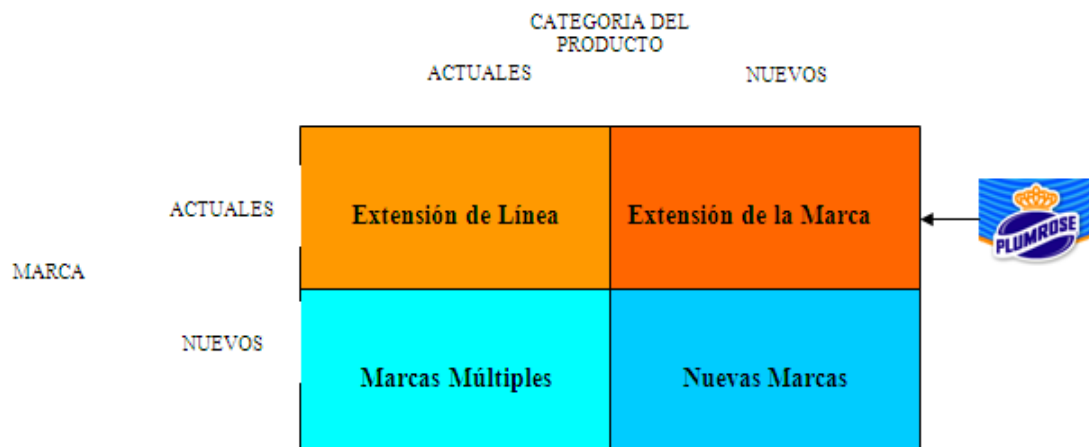 CATEGORIA DEL
PRODUCTO
ACTUALES
NUEVOS
ACTUALES
Extensión de Línea
Extensión de la Marca
PLUMROSE
MARCA
NUEVOS
Marcas Múltiples
Nuevas Marcas